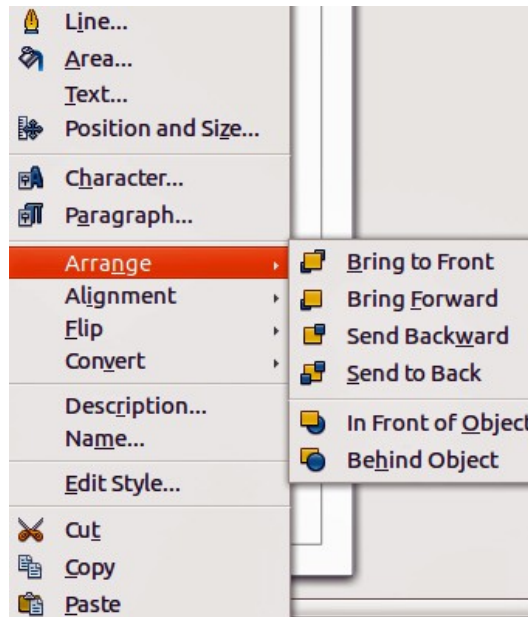 Line...
Area...
Text...
Position and Size...
Character...
Paragraph...
Arrange
Alignment
Flip
Convert
Description...
Name...
Edit Style...
Cut
Copy
Paste
Bring to Front
Bring Forward
Send Backward
Send to Back
In Front of Object
Behind Object